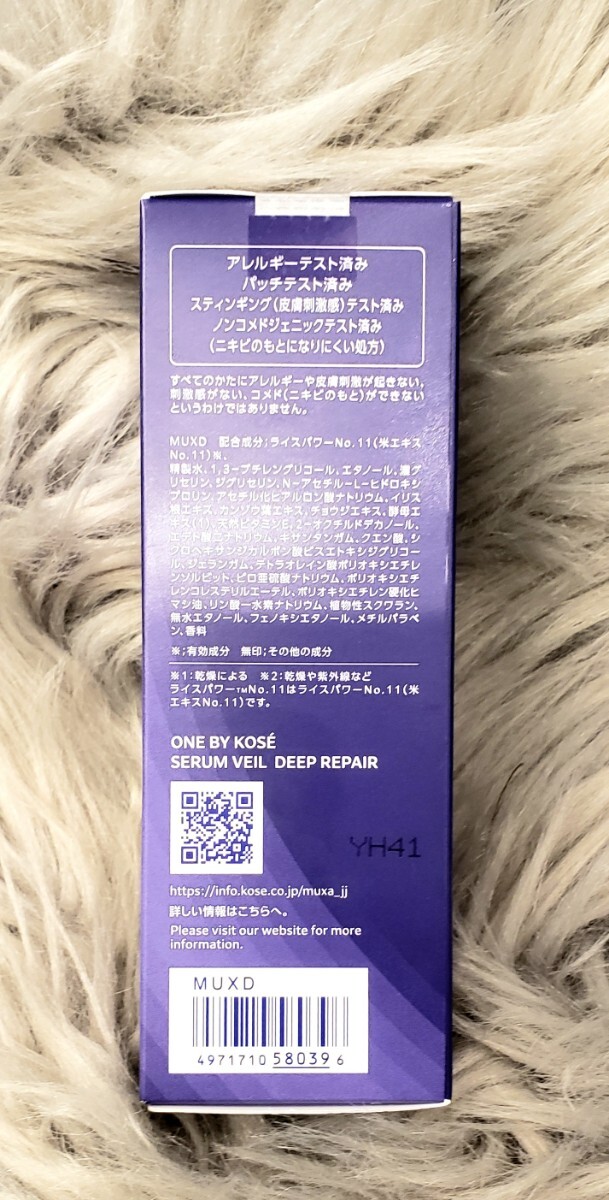 アレルギーテスト済み
パッチテスト済み
スティンギング(皮膚刺激感)テスト済み
ノンコメドジェニックテスト済み
(ニキビのもとになりにくい処方)
すべてのかたにアレルギーや皮膚刺激が起きない,
刺激感がない、コメド(ニキビのもと)ができない
というわけではありません。
MUXD 配合成分;ライスパワーNo.11(米エキス
No.11)※、
精製水、1,3-ブチレングリコール、エタノール、濃グ
リセリン、ジグリセリン、N-アセチル-L-ヒドロキシ
プロリン、アセチル化ヒアルロン酸ナトリウム、イリス
根エキス、カンゾウ葉エキス、チョウジエキス、酵母エ
キス(1)、天然ビタミンE、2-オクチルドデカノール、
エデト酸二ナトリウム、キサンタンガム、クエン酸、シ
クロヘキサンジカルボン酸ビスエトキシジグリコー
ル、ジェランガム、テトラオレイン酸ポリオキシエチレ
ンソルビット、ピロ亜硫酸ナトリウム、ポリオキシエチ
レンコレステリルエーテル、ポリオキシエチレン硬化ヒ
マシ油、リン酸一水素ナトリウム、植物性スクワラン、
無水エタノール、フェノキシエタノール、メチルパラベ
ン、香料
※;有効成分 無印;その他の成分
※1:乾燥による ※2:乾燥や紫外線など
ライスパワー™No.11はライスパワーNo.11(米
エキスNo.11)です。
ONE BY KOSÉ
SERUM VEIL DEEP REPAIR
YH41
https://info.kose.co.jp/muxa_jj
詳しい情報はこちらへ。
Please visit our website for more
information.
MUXD
4971710 580396